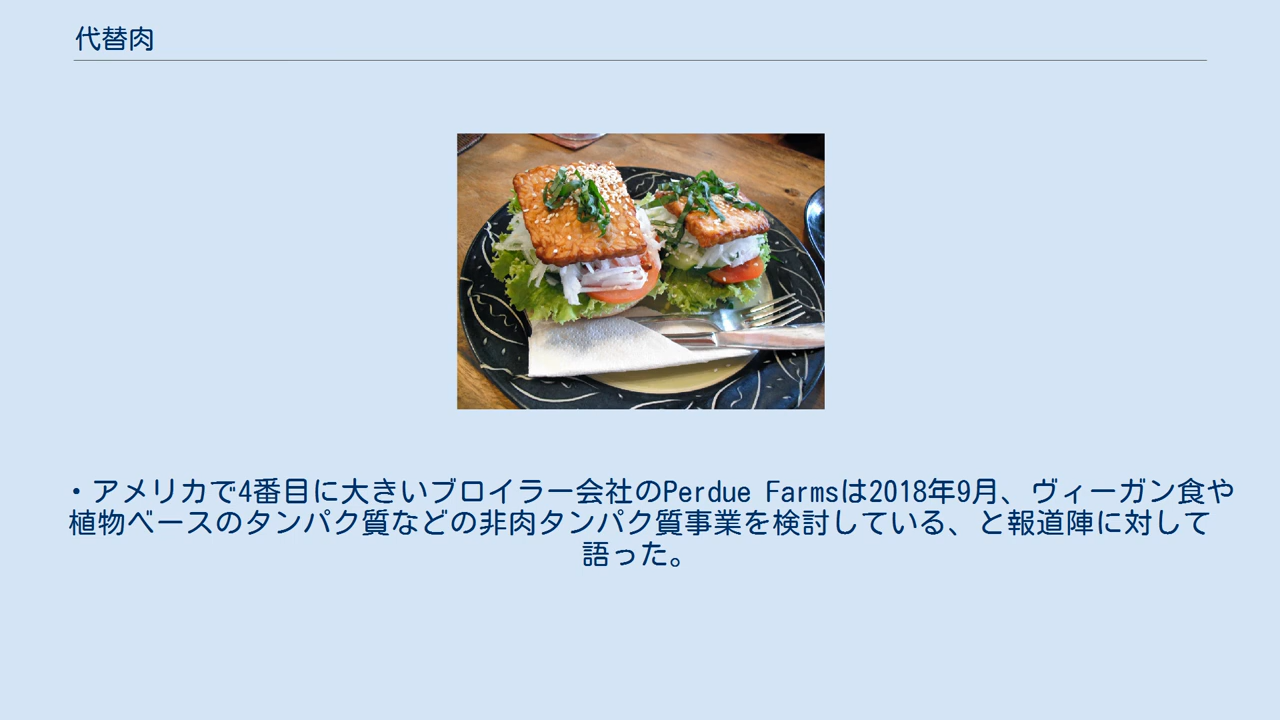 代替肉
・アメリカで4番目に大きいブロイラー会社のPerdue Farmsは2018年9月、ヴィーガン食や
植物ベースのタンパク質などの非肉タンパク質事業を検討している、と報道陣に対して
語った。